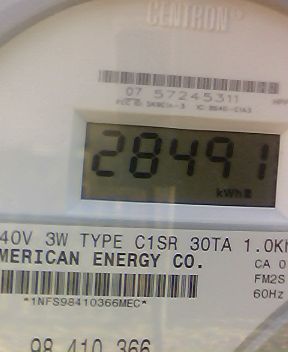 CENTRON
07 57245311
28491
kWh
40V 3W TYPE C1SR 30TA 1.0Kh
MERICAN ENERGY CO.
CA 0
FM2S
60Hz
*1NFS98410366MEC*
98 410 366